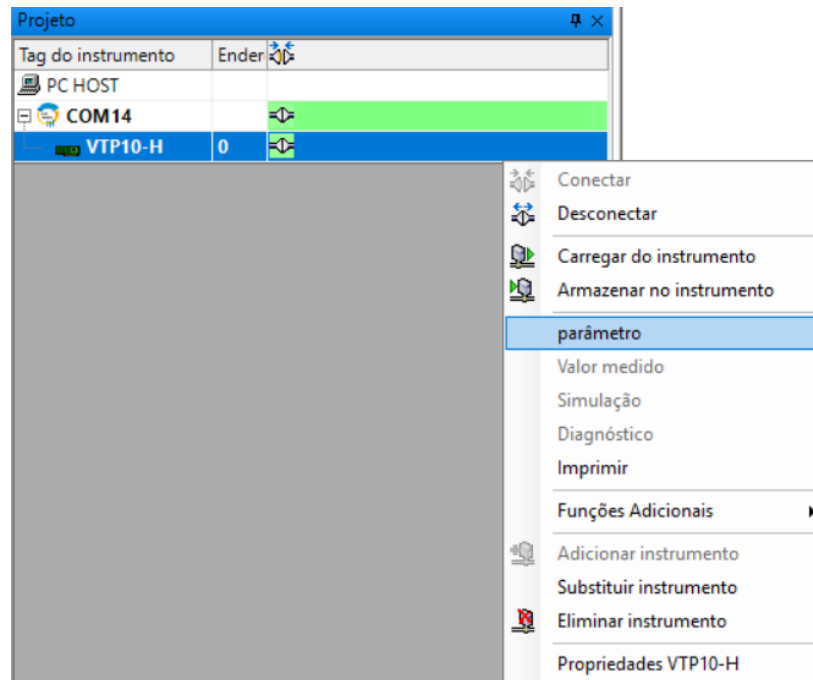 Projeto
Tag do instrumento Ender
PC HOST
COM14
VTP10-H 0
Conectar
Desconectar
Carregar do instrumento
Armazenar no instrumento
parâmetro
Valor medido
Simulação
Diagnóstico
Imprimir
Funções Adicionais
Adicionar instrumento
Substituir instrumento
Eliminar instrumento
Propriedades VTP10-H